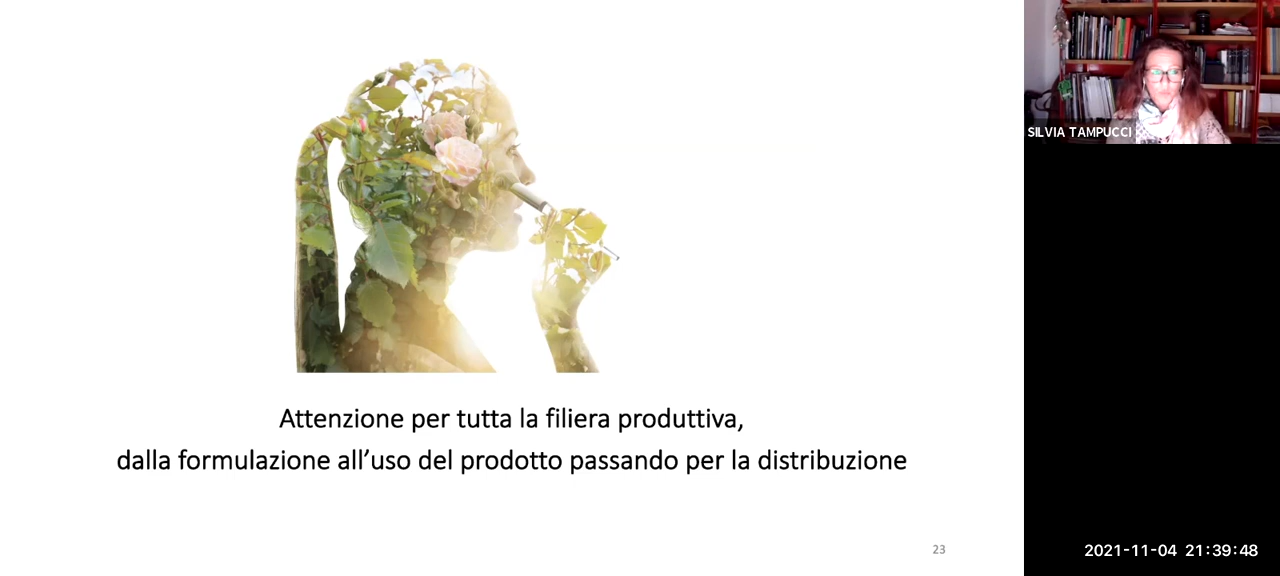 SILVIA TAMPUCCI
Attenzione per tutta la filiera produttiva,
dalla formulazione all’uso del prodotto passando per la distribuzione
23
2021-11-04 21:39:48